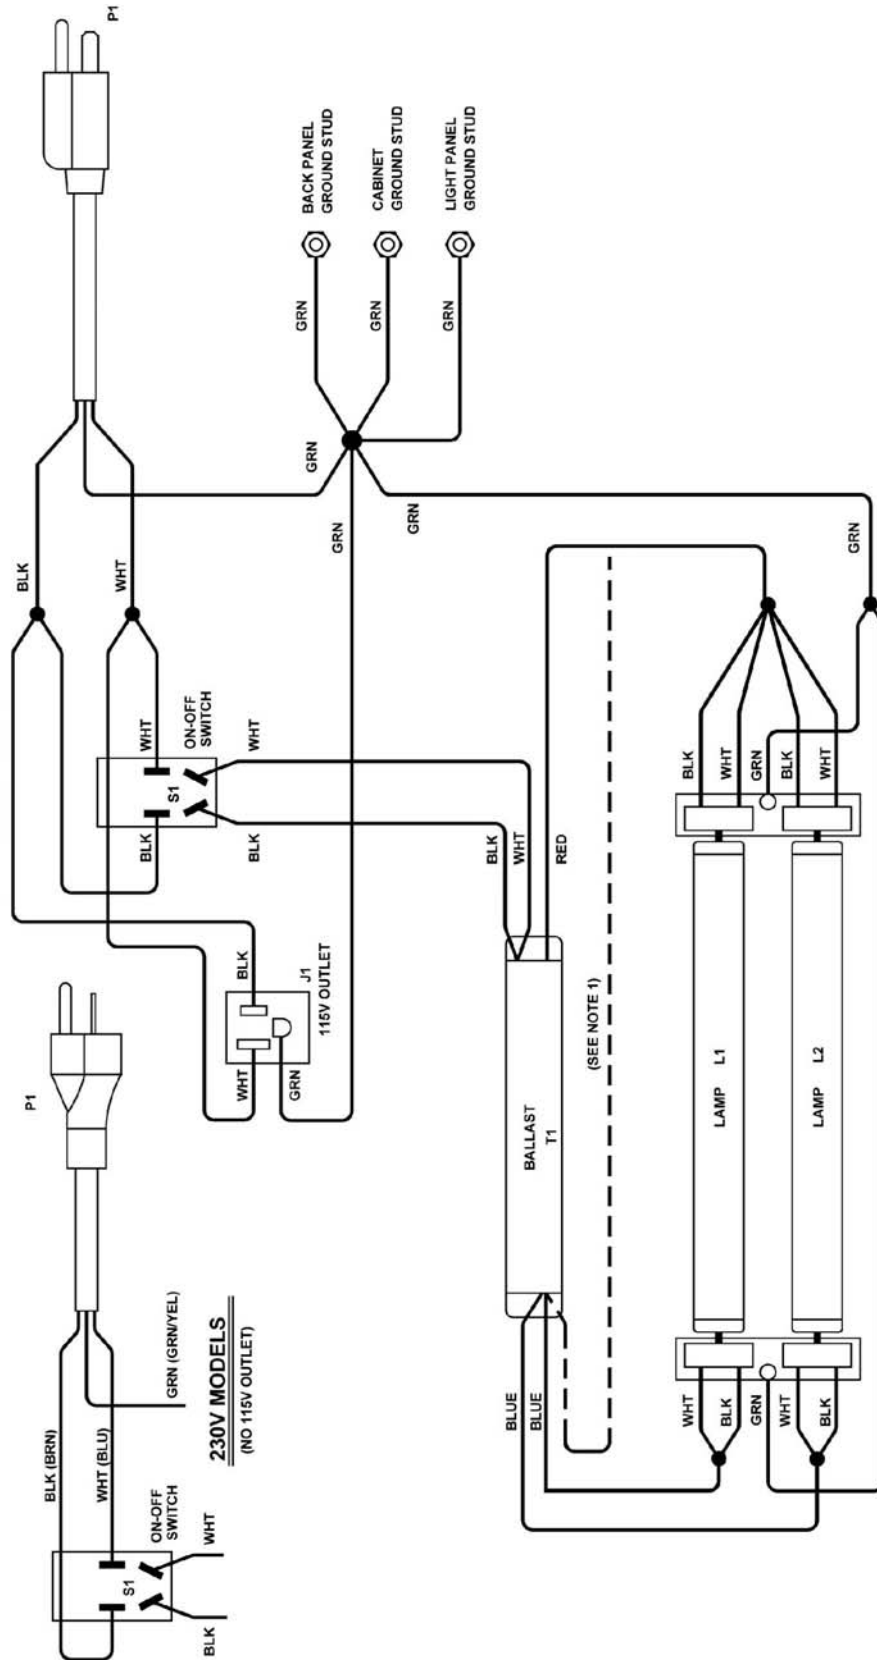 P1
BLK
WHT
GRN
GRN
GRN
GRN
GRN
GRN
BACK PANEL
GROUND STUD
CABINET
GROUND STUD
LIGHT PANEL
GROUND STUD
GRN
WHT
BLK
S1
ON-OFF
SWITCH
WHT
BLK
BLK
WHT
GRN
J1
115V OUTLET
BLK
WHT
RED
BALLAST
T1
(SEE NOTE 1)
BLUE
BLUE
BLK
WHT
GRN
BLK
WHT
LAMP L1
LAMP L2
WHT
BLK
GRN
WHT
BLK
P1
BLK (BRN)
WHT (BLU)
GRN (GRN/YEL)
230V MODELS
(NO 115V OUTLET)
S1
ON-OFF
SWITCH
WHT
BLK